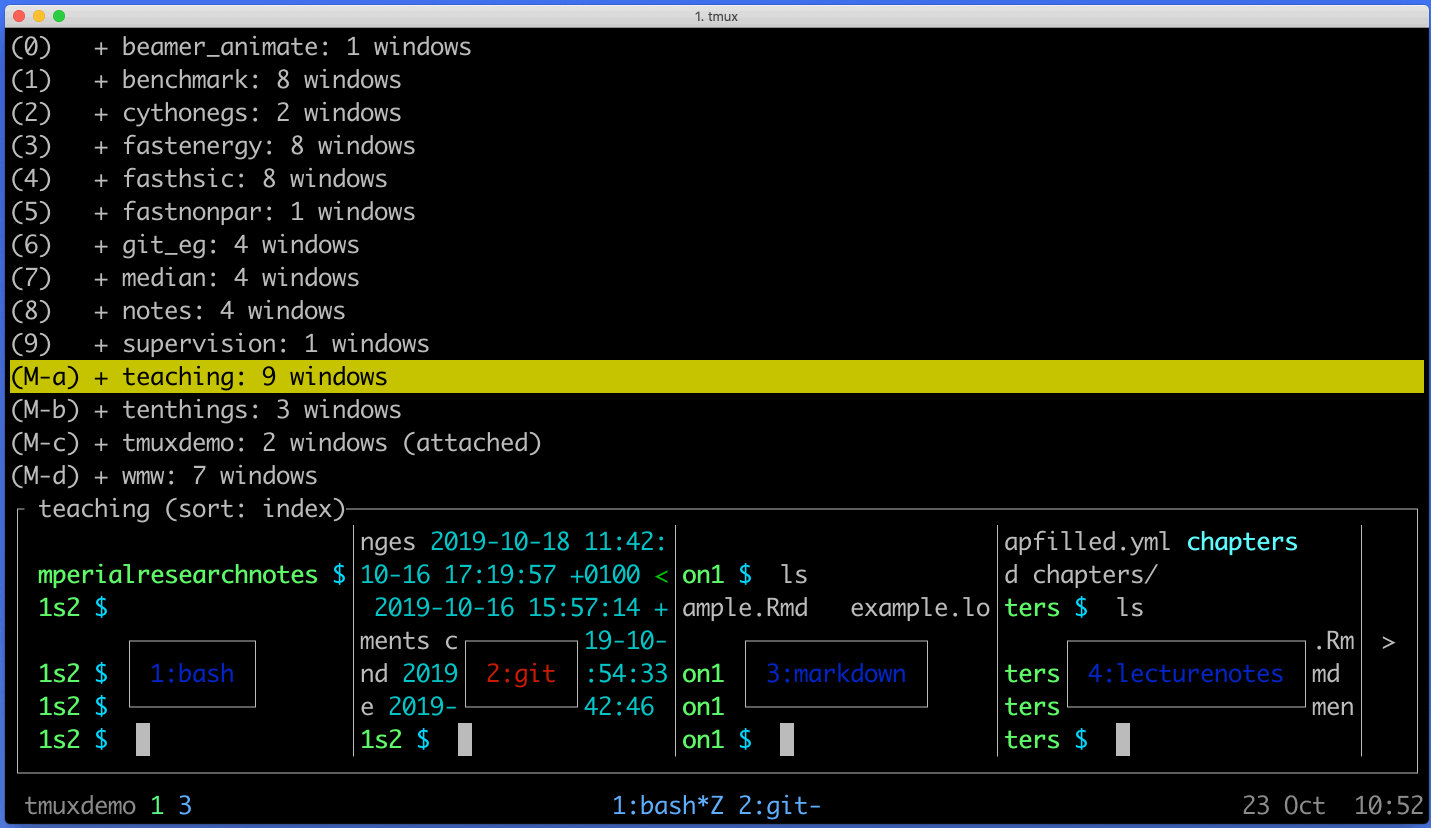 1. tmux
(0) + beamer_animate: 1 windows
(1) + benchmark: 8 windows
(2) + cythonegs: 2 windows
(3) + fastenergy: 8 windows
(4) + fasthsic: 8 windows
(5) + fastnonpar: 1 windows
(6) + git_eg: 4 windows
(7) + median: 4 windows
(8) + notes: 4 windows
(9) + supervision: 1 windows
(M-a) + teaching: 9 windows
(M-b) + tenthings: 3 windows
(M-c) + tmuxdemo: 2 windows (attached)
(M-d) + wmw: 7 windows
teaching (sort: index)
nges 2019-10-18 11:42: apfilled.yml chapters
mperialresearchnotes $ 10-16 17:19:57 +0100 < on1 $ ls d chapters/
1s2 $ 2019-10-16 15:57:14 + ample.Rmd example.lo ters $ ls
ments c 19-10- .Rm >
1s2 $ 1:bash nd 2019 2:git :54:33 on1 3:markdown ters 4:lecturenotes md
1s2 $ e 2019- 42:46 on1 ters men
1s2 $ 1s2 $ on1 $ ters $
tmuxdemo 1 3 1:bash*Z 2:git- 23 Oct 10:52